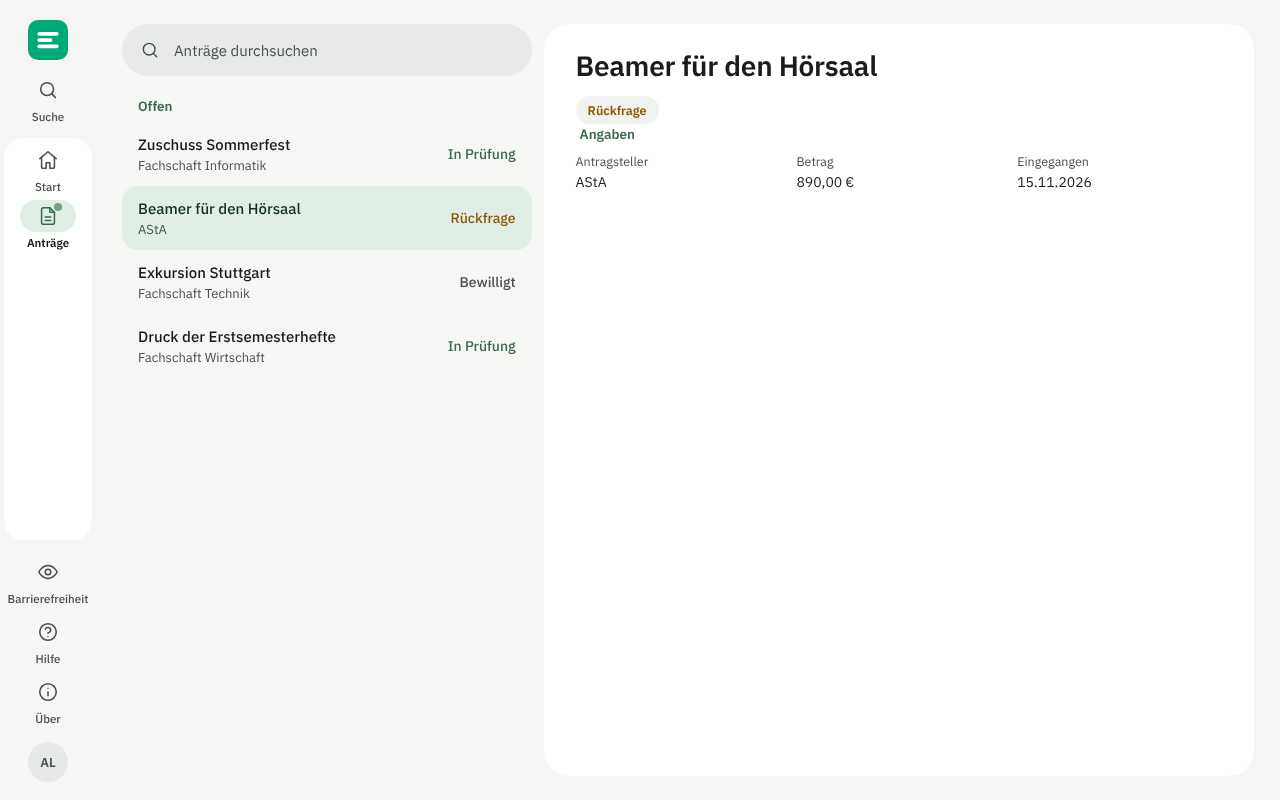 Suche
Start
Anträge
Barrierefreiheit
Hilfe
Über
AL
Anträge durchsuchen
Offen
Zuschuss Sommerfest
Fachschaft Informatik
In Prüfung
Beamer für den Hörsaal
AStA
Rückfrage
Exkursion Stuttgart
Fachschaft Technik
Bewilligt
Druck der Erstsemesterhefte
Fachschaft Wirtschaft
In Prüfung
Beamer für den Hörsaal
Rückfrage
Angaben
Antragsteller
AStA
Betrag
890,00 €
Eingegangen
15.11.2026